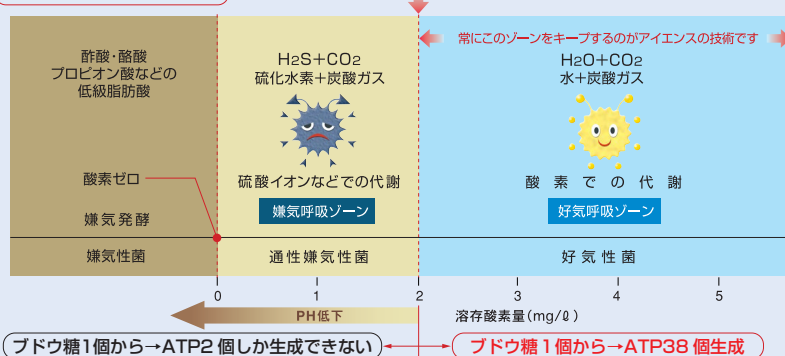 常にこのゾーンをキープするのがアイエンスの技術です
酢酸・酪酸
プロピオン酸などの
低級脂肪酸
H2S+CO2
硫化水素+炭酸ガス
H2O+CO2
水+炭酸ガス
酸素ゼロ
硫酸イオンなどでの代謝
酸素での代謝
嫌気発酵
嫌気呼吸ゾーン
好気呼吸ゾーン
嫌気性菌
通性嫌気性菌
好気性菌
0 1 2 3 4 5
PH低下
溶存酸素量(mg/ℓ)
ブドウ糖1個から→ATP2個しか生成できない
ブドウ糖1個から→ATP38個生成